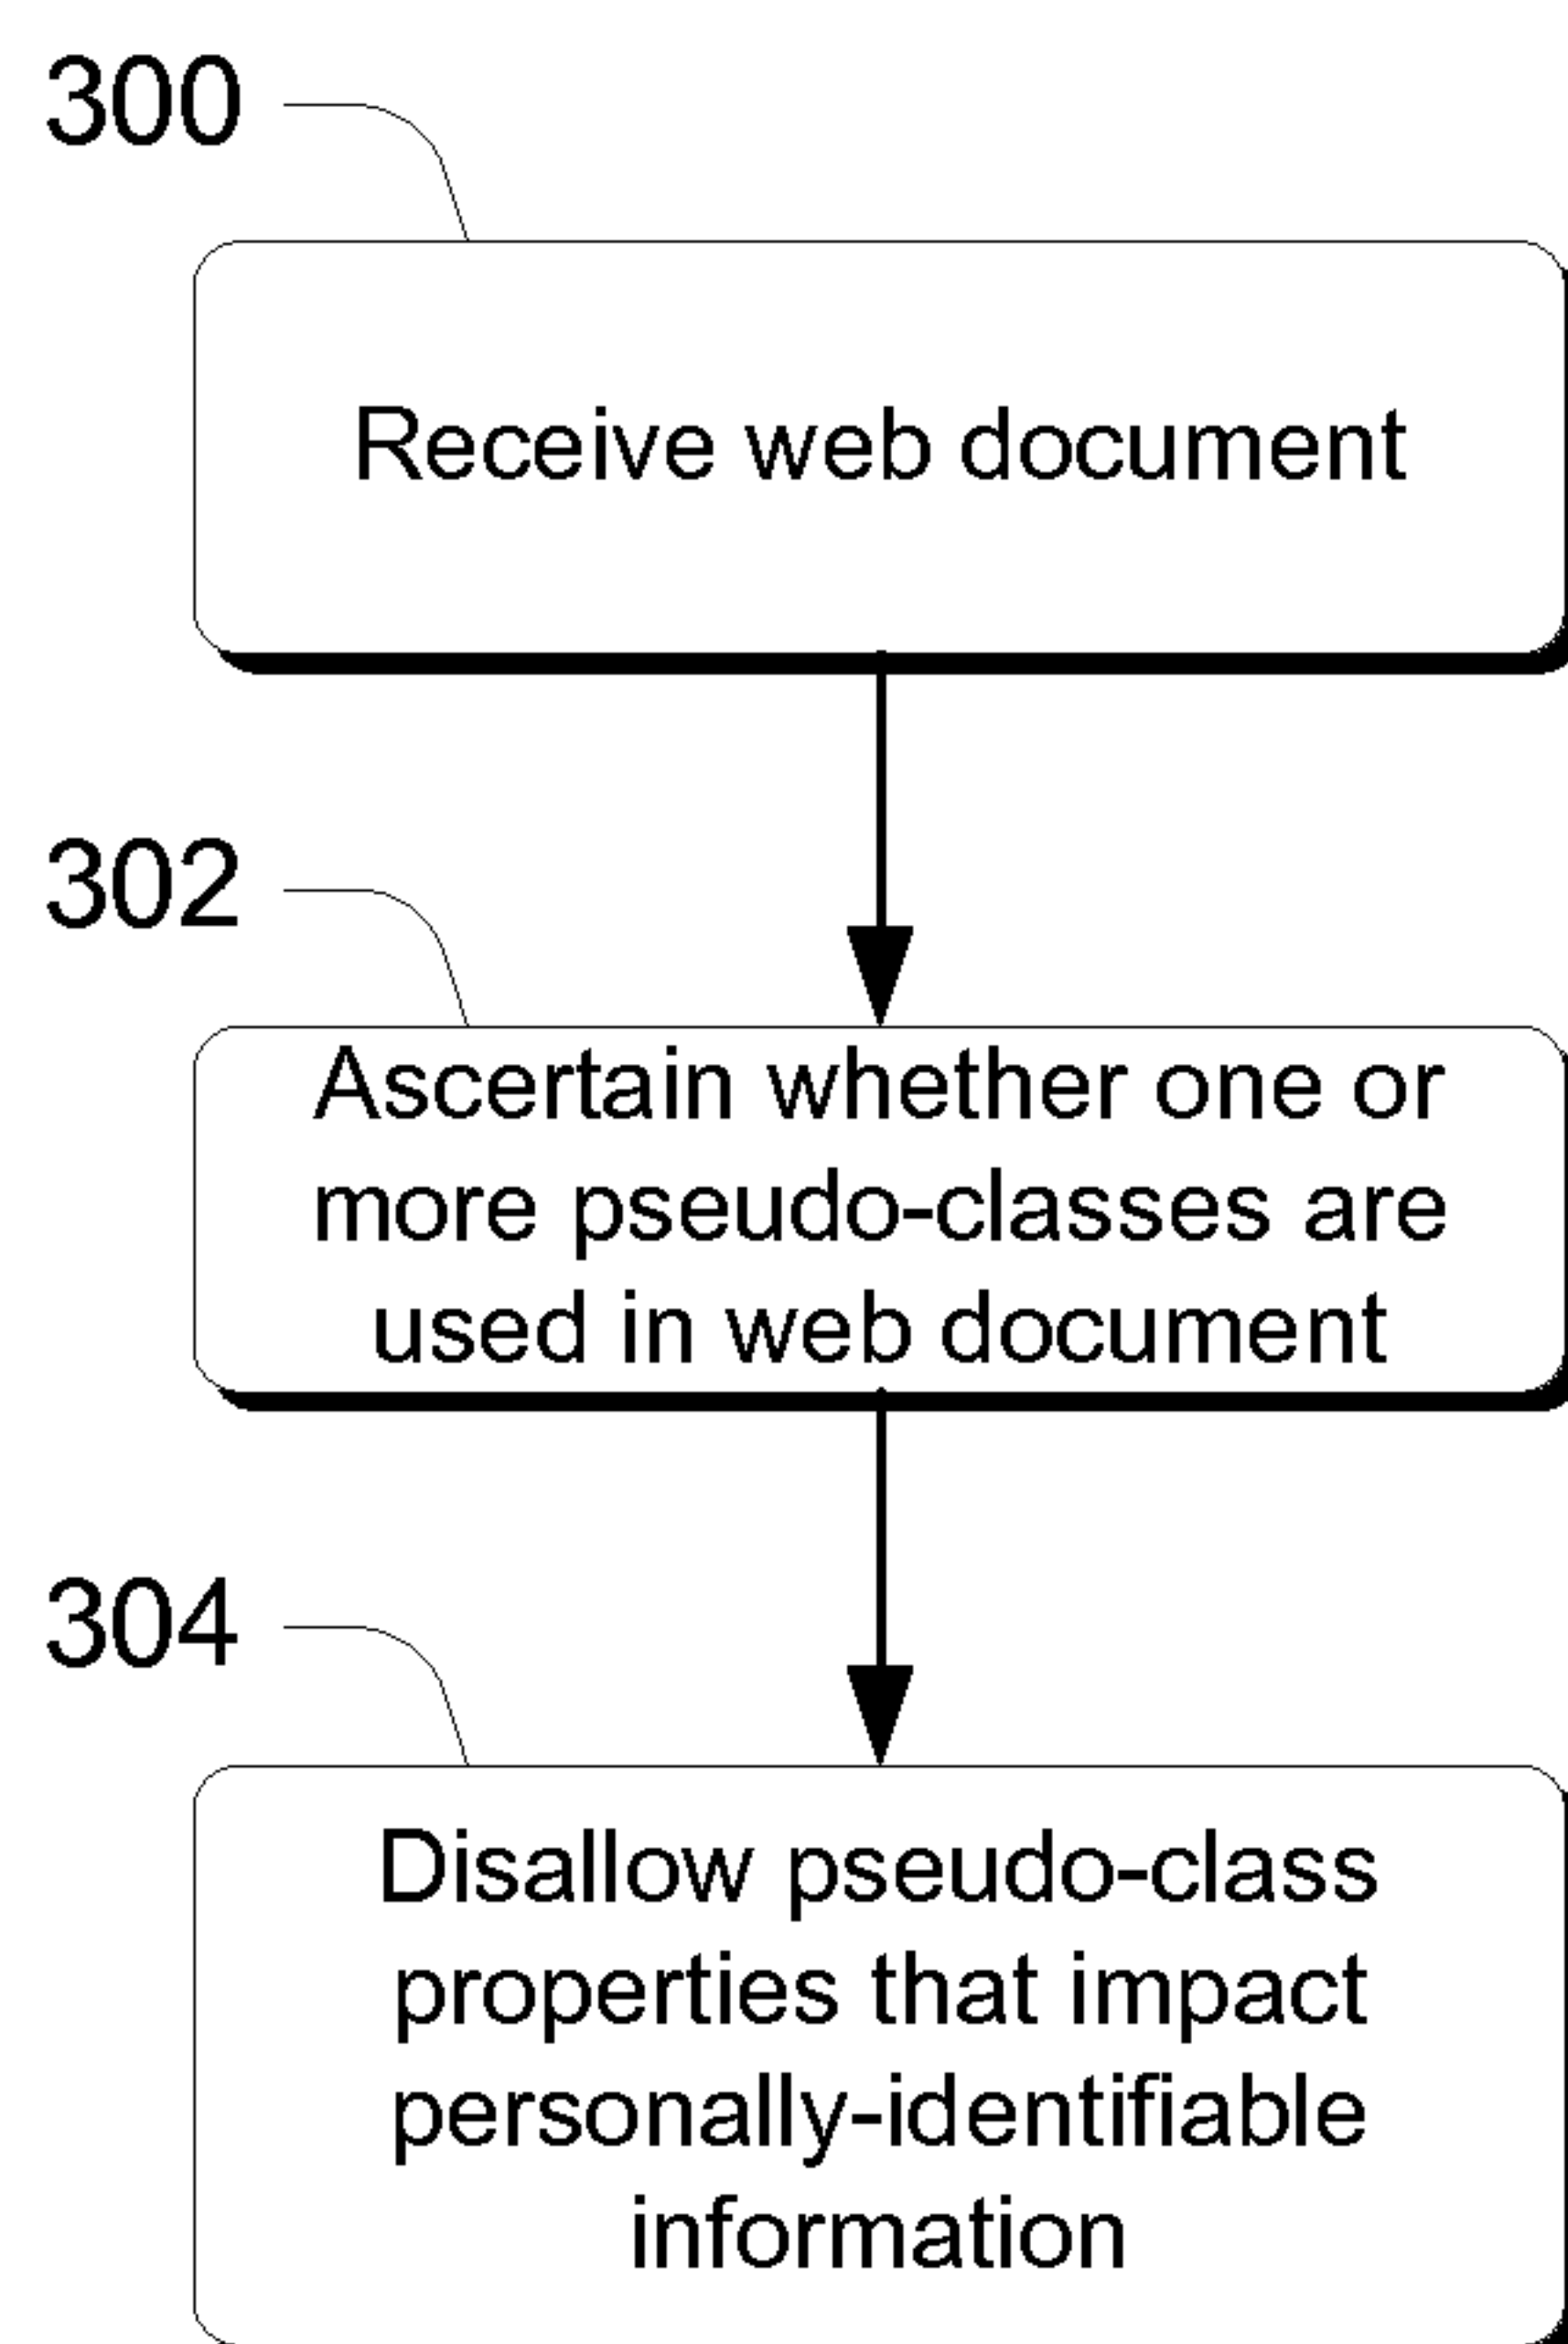 300
Receive web document
302
Ascertain whether one or
more pseudo-classes are
used in web document
304
Disallow pseudo-class
properties that impact
personally-identifiable
information